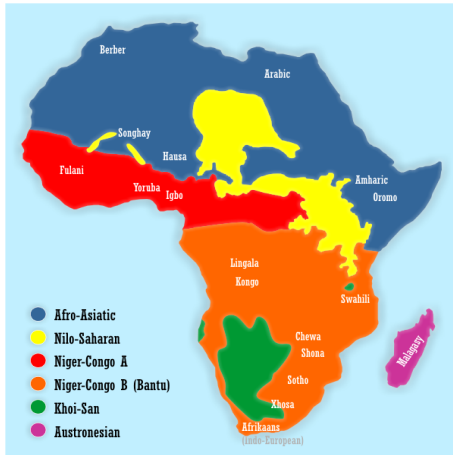 Berber
Arabic
Songhay
Hausa
Fulani
Yoruba
Igbo
Amharic
Oromo
Lingala
Kongo
Swahili
Chewa
Shona
Malagasy
Sotho
Xhosa
Afrikaans
(indo-European)
Afro-Asiatic
Nilo-Saharan
Niger-Congo A
Niger-Congo B (Bantu)
Khoi-San
Austronesian